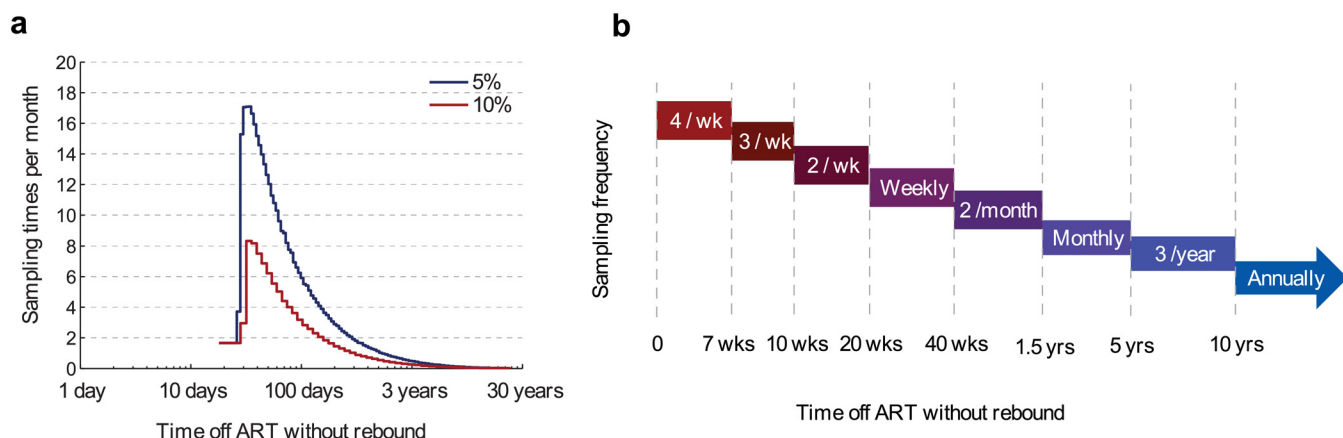 a
20
18
16
14
12
10
8
6
4
2
0
Sampling times per month
5%
10%
1 day
10 days
100 days
3 years
30 years
Time off ART without rebound
b
Sampling frequency
4 / wk
3 / wk
2 / wk
Weekly
2 /month
Monthly
3 /year
Annually
0
7 wks
10 wks
20 wks
40 wks
1.5 yrs
5 yrs
10 yrs
Time off ART without rebound